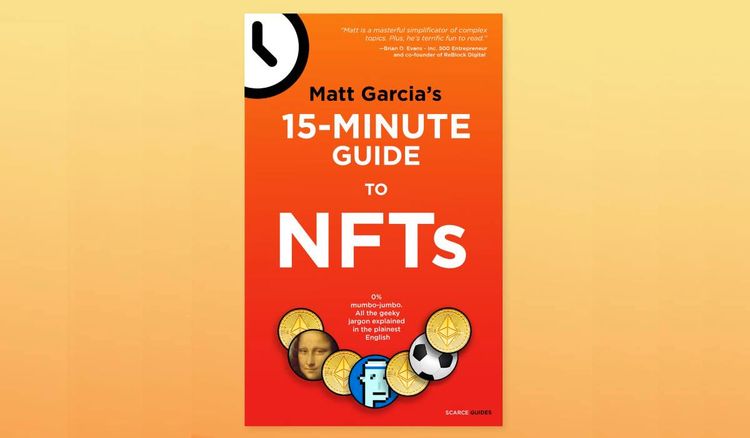 "Matt is a masterful simplificator of complex
topics. Plus, he's terrific fun to read."
—Brian D. Evans - Inc. 500 Entrepreneur
and co-founder of ReBlock Digital
Matt Garcia's
15-MINUTE
GUIDE
TO
NFTs
0%
mumbo-jumbo.
All the geeky
jargon explained
in the plainest
English
SCARCE GUIDES